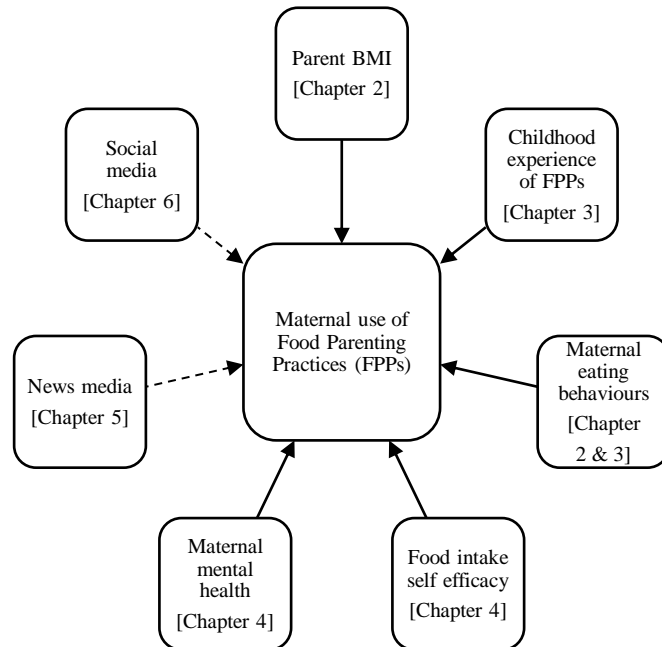 Parent BMI
[Chapter 2]
Social
media
[Chapter 6]
Childhood
experience
of FPPs
[Chapter 3]
Maternal use of
Food Parenting
Practices (FPPs)
News media
[Chapter 5]
Maternal
eating
behaviours
[Chapter
2 & 3]
Maternal
mental
health
[Chapter 4]
Food intake
self efficacy
[Chapter 4]